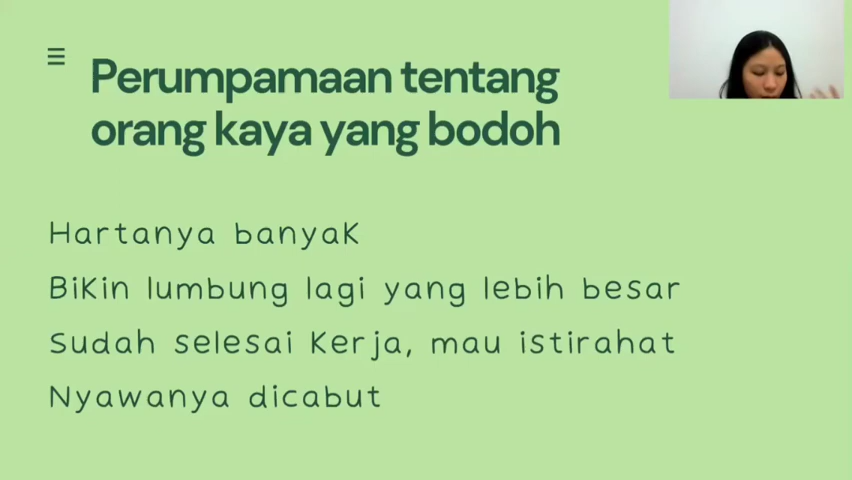 Perumpamaan tentang
orang kaya yang bodoh
Hartanya banyak
Bikin lumbung lagi yang lebih besar
Sudah selesai kerja, mau istirahat
Nyawanya dicabut